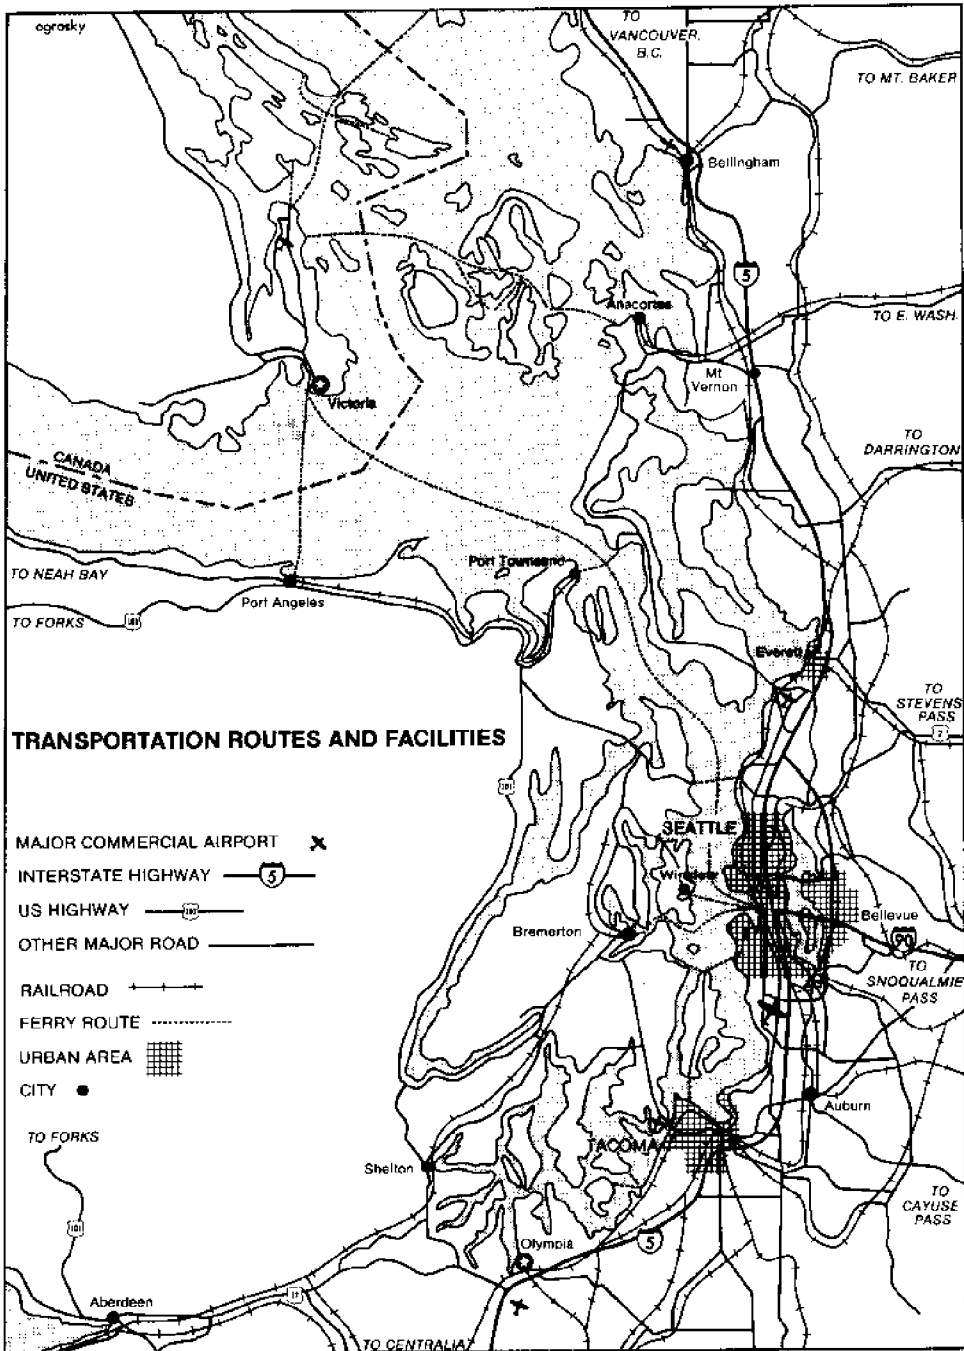 ogrosky
TO
VANCOUVER,
B.C.
TO MT. BAKER
Bellingham
5
Anacortes
TO E. WASH.
Mt
Vernon
Victoria
TO
DARRINGTON
CANADA
UNITED STATES
Port Townsend
TO NEAH BAY
Port Angeles
TO FORKS
101
Everett
TO
STEVENS
PASS
2
TRANSPORTATION ROUTES AND FACILITIES
101
MAJOR COMMERCIAL AIRPORT
INTERSTATE HIGHWAY
5
US HIGHWAY
101
OTHER MAJOR ROAD
RAILROAD
FERRY ROUTE
URBAN AREA
CITY
SEATTLE
Winslow
Bellevue
Bremerton
90
TO
SNOQUALMIE
PASS
Auburn
TO FORKS
TACOMA
Shelton
TO
CAYUSE
PASS
101
Olympia
5
Aberdeen
12
TO CENTRALIA